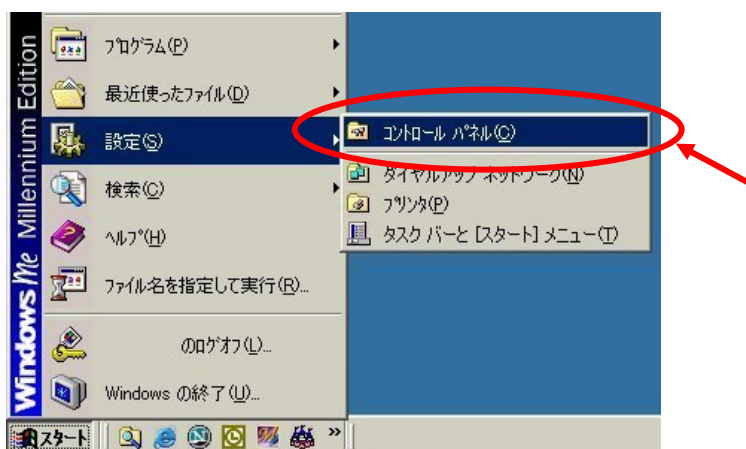 Windows Me Millennium Edition
プログラム(P)
最近使ったファイル(D)
設定(S)
検索(C)
ヘルプ(H)
ファイル名を指定して実行(R)...
のログオフ(L)...
Windows の終了(U)...
コントロール パネル(C)
ダイヤルアップ ネットワーク(N)
プリンタ(P)
タスク バーと [スタート] メニュー(T)
スタート
»